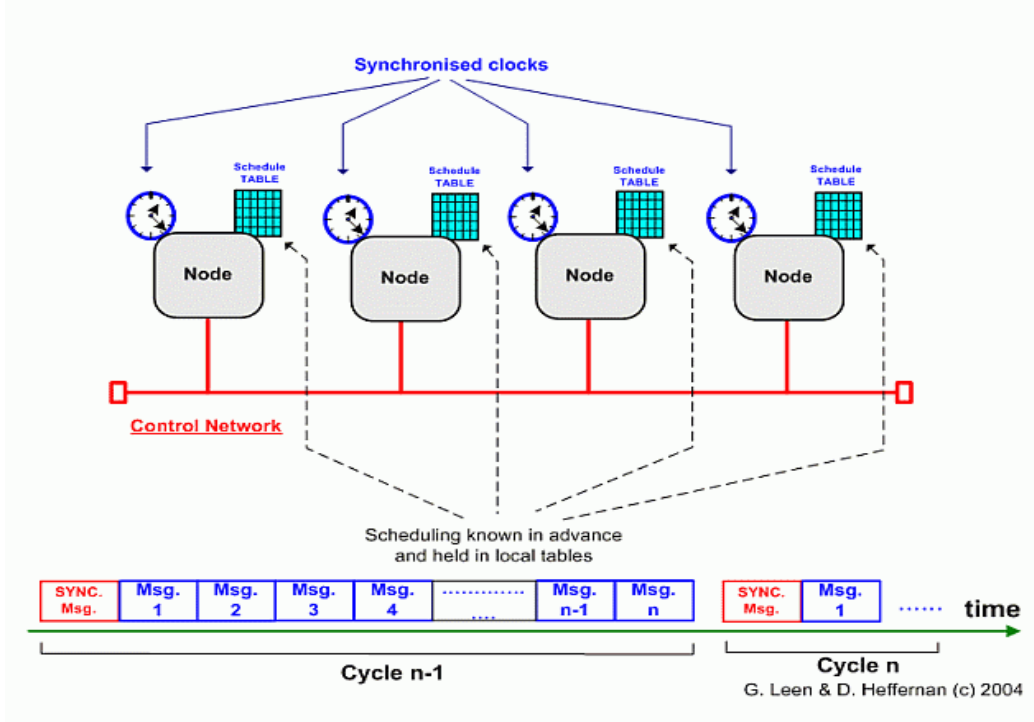 Synchronised clocks
Schedule
TABLE
Schedule
TABLE
Schedule
TABLE
Schedule
TABLE
Node
Node
Node
Node
Control Network
Scheduling known in advance
and held in local tables
SYNC.
Msg.
Msg.
1
Msg.
2
Msg.
3
Msg.
4
.............
....
Msg.
n-1
Msg.
n
SYNC.
Msg.
Msg.
1
......
time
Cycle n-1
Cycle n
G. Leen & D. Heffernan (c) 2004